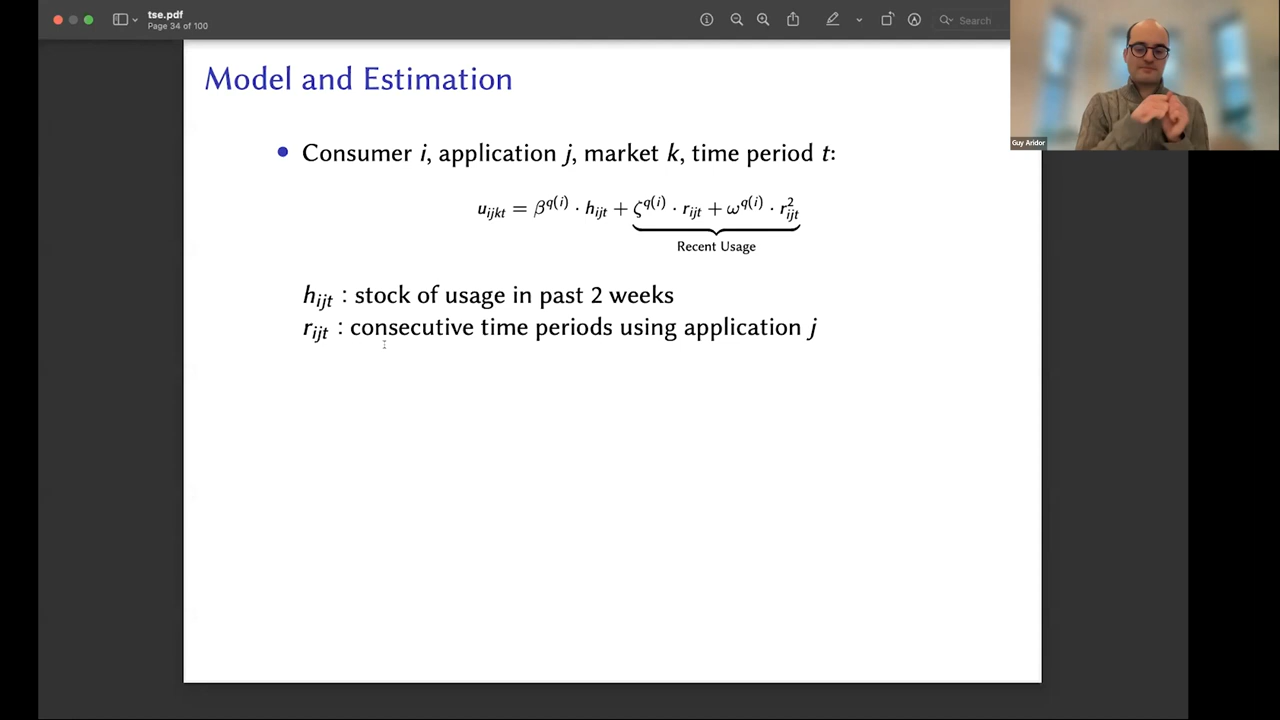 tse.pdf
Page 34 of 100
Search
Model and Estimation
• Consumer i, application j, market k, time period t:
u_{ijkt} = β^{q(i)} · h_{ijt} + ζ^{q(i)} · r_{ijt} + ω^{q(i)} · r_{ijt}^2
Recent Usage
h_{ijt} : stock of usage in past 2 weeks
r_{ijt} : consecutive time periods using application j
Guy Aridor